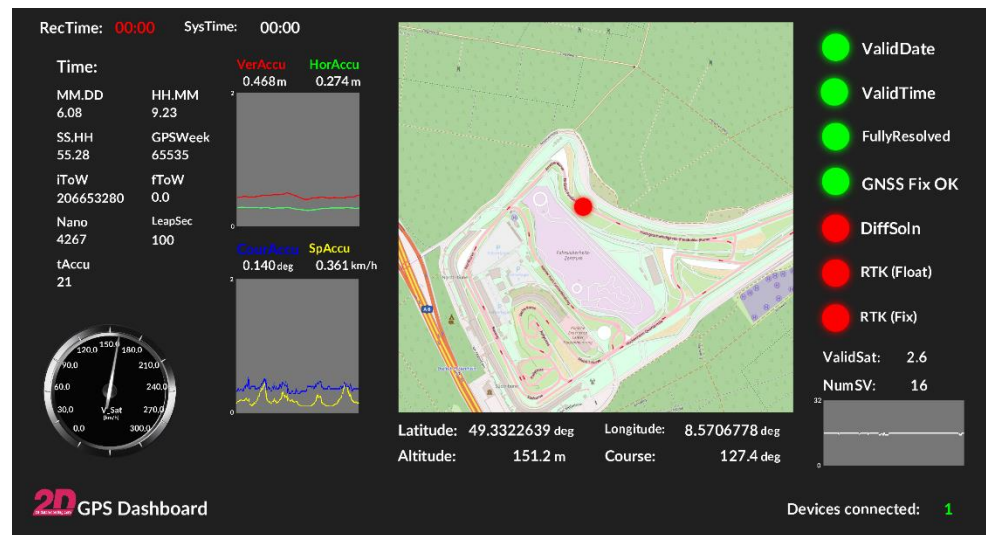 RecTime: 00:00 SysTime: 00:00
Time:
MM.DD HH.MM
6.08 9.23
SS,HH GPSWeek
55.28 65535
iToW fToW
206653280 0.0
Nano LeapSec
4267 100
tAccu
21
VerAccu HorAccu
0.468m 0.274 m
2
0
CourAccu SpAccu
0.140 deg 0.361 km/h
2
0
0,0 30,0 60,0 90,0 120,0 150,0 180,0 210,0 240,0 270,0 300,0
V_Sat
[km/h]
A 6
Latitude: 49.3322639 deg Longitude: 8.5706778 deg
Altitude: 151.2 m Course: 127.4 deg
ValidDate
ValidTime
FullyResolved
GNSS Fix OK
DiffSoln
RTK (Float)
RTK (Fix)
ValidSat: 2.6
NumSV: 16
32
0
2D GPS Dashboard
Devices connected: 1